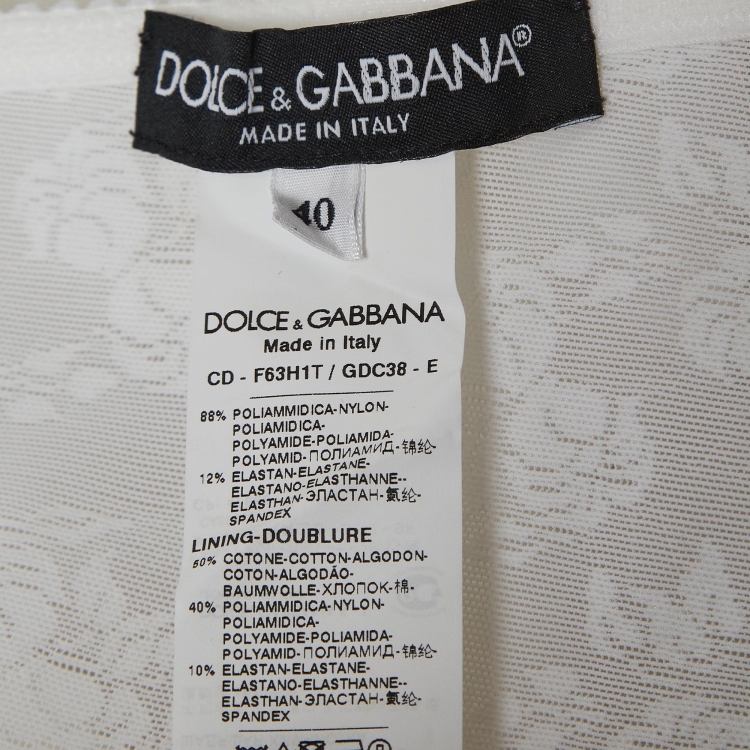 DOLCE & GABBANA®
MADE IN ITALY
40
DOLCE & GABBANA
Made in Italy
CD - F63H1T / GDC38 - E
88% POLIAMMIDICA-NYLON-
POLIAMIDICA-
POLYAMIDE-POLIAMIDA-
POLYAMID-ПОЛИАМИД-锦纶-
12% ELASTAN-ELASTANE-
ELASTANO-ELASTHANNE--
ELASTHAN-ЭЛАСТАН-氨纶-
SPANDEX
LINING-DOUBLURE
50% COTONE-COTTON-ALGODON-
COTON-ALGODÃO-
BAUMWOLLE-ХЛОПОК-棉-
40% POLIAMMIDICA-NYLON-
POLIAMIDICA-
POLYAMIDE-POLIAMIDA-
POLYAMID-ПОЛИАМИД-锦纶-
10% ELASTAN-ELASTANE-
ELASTANO-ELASTHANNE--
ELASTHAN-ЭЛАСТАН-氨纶-
SPANDEX